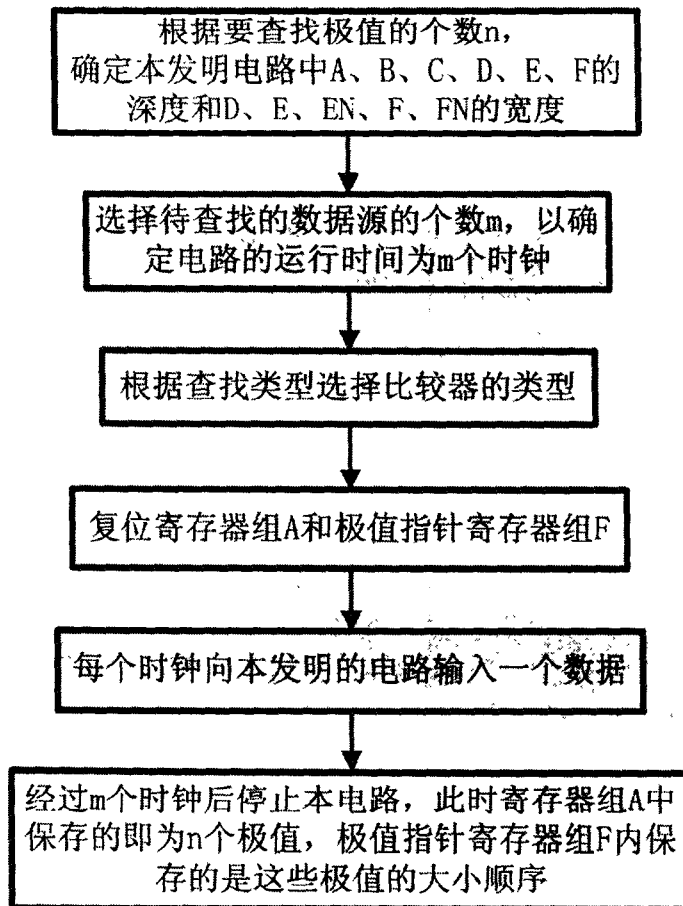 根据要查找极值的个数n，
确定本发明电路中A、B、C、D、E、F的
深度和D、E、EN、F、FN的宽度
选择待查找的数据源的个数m，以确
定电路的运行时间为m个时钟
根据查找类型选择比较器的类型
复位寄存器组A和极值指针寄存器组F
每个时钟向本发明的电路输入一个数据
经过m个时钟后停止本电路，此时寄存器组A中
保存的即为n个极值，极值指针寄存器组F内保
存的是这些极值的大小顺序